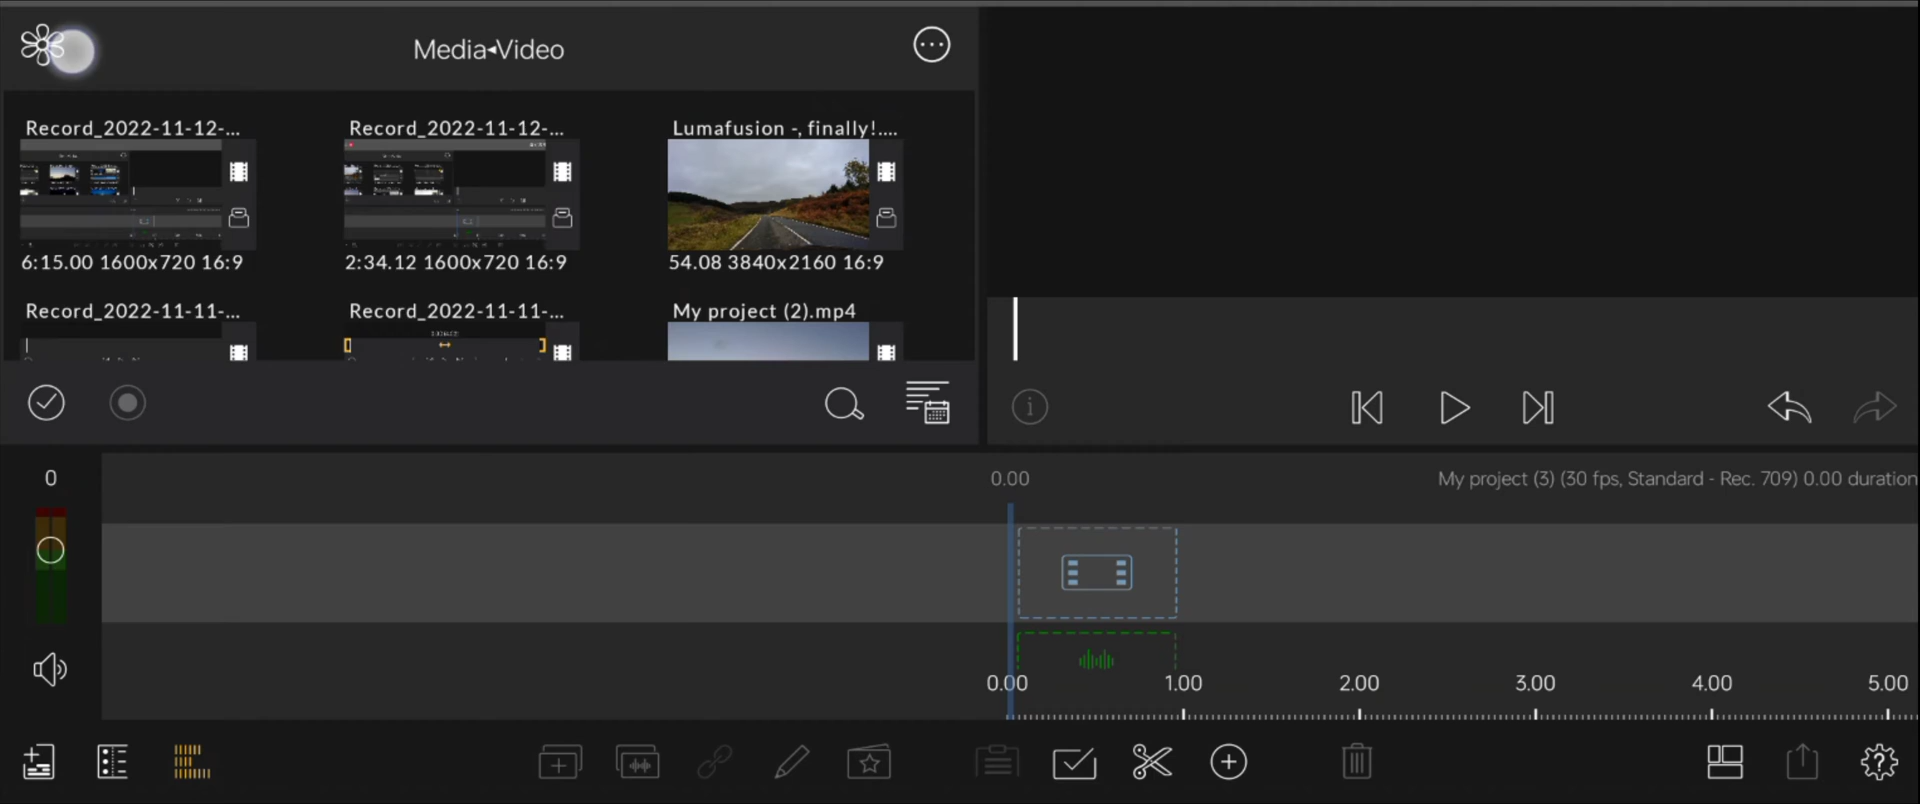 Media◂Video
Record_2022-11-12-...
Record_2022-11-12-...
Lumafusion -, finally!....
6:15.00 1600x720 16:9
2:34.12 1600x720 16:9
54.08 3840x2160 16:9
Record_2022-11-11-...
Record_2022-11-11-...
My project (2).mp4
0
0.00
My project (3) (30 fps, Standard - Rec. 709) 0.00 duration
0.00
1.00
2.00
3.00
4.00
5.00